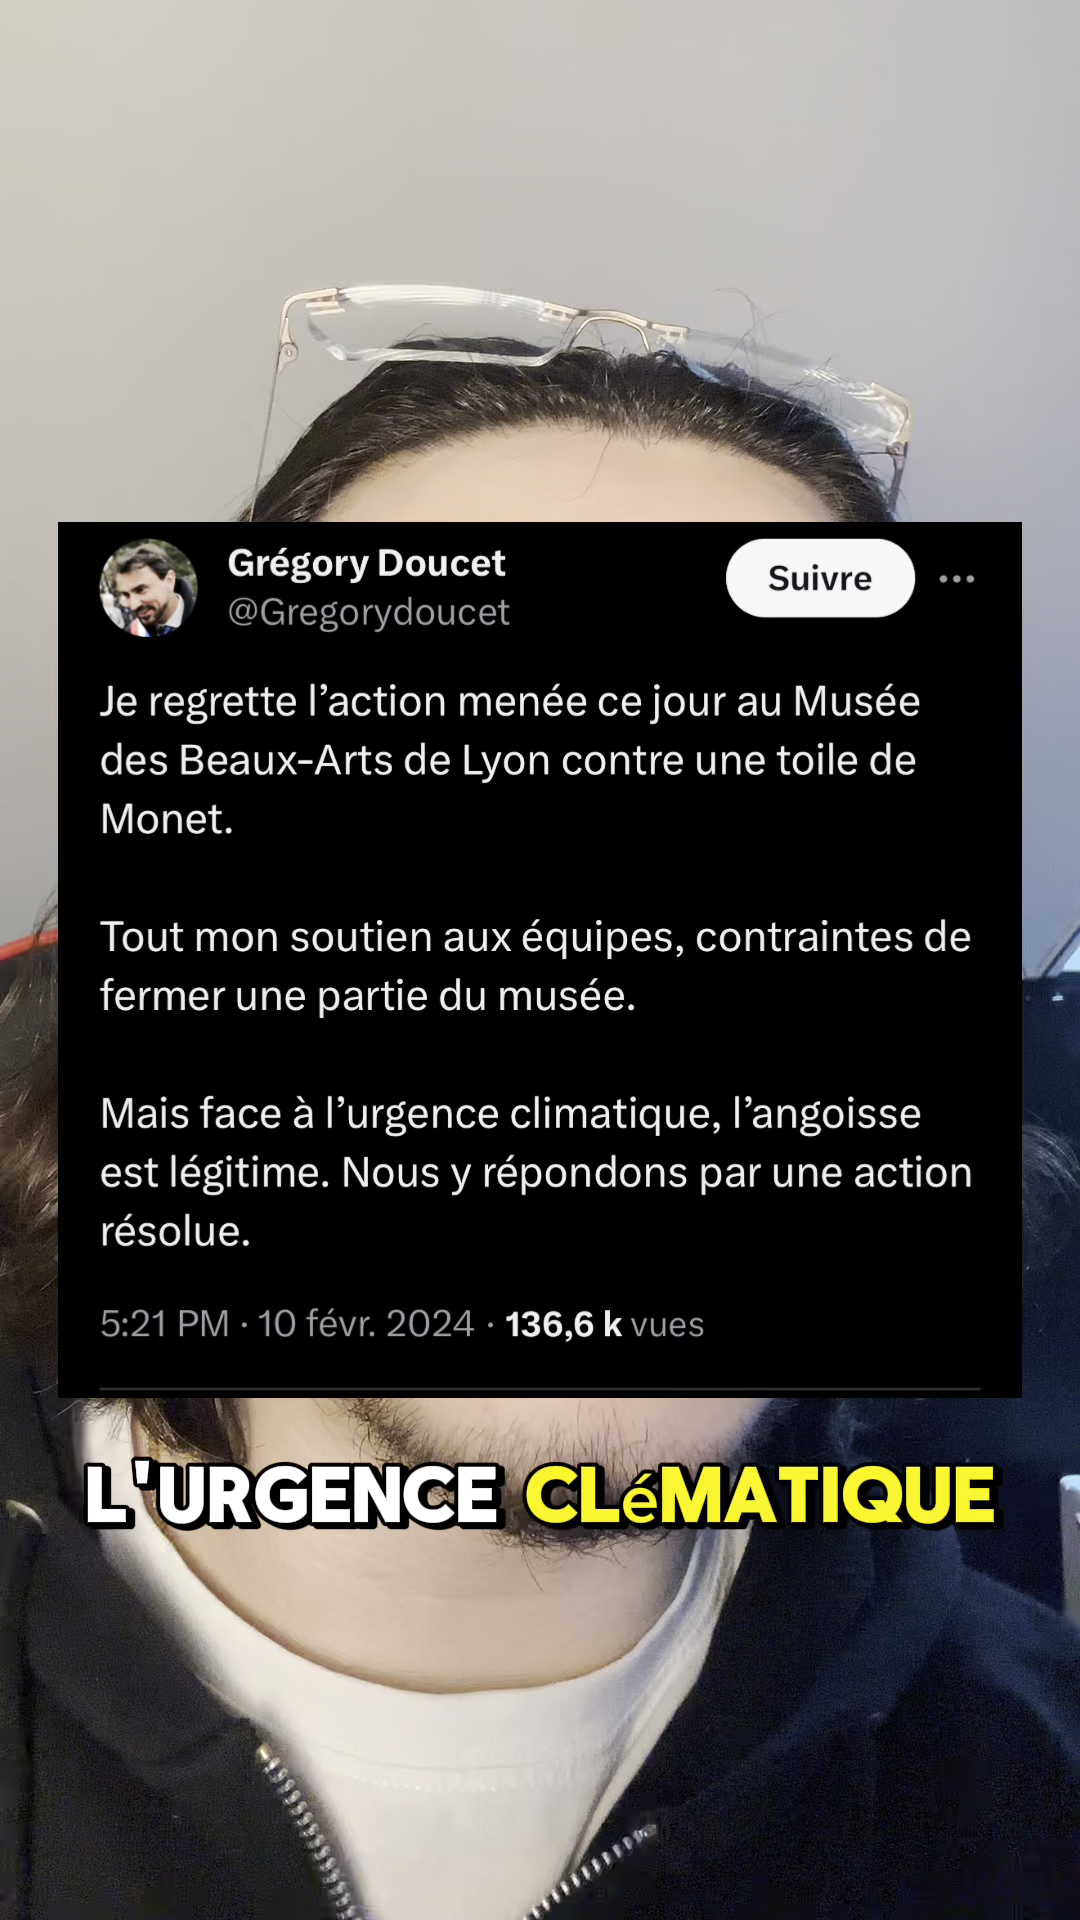 Grégory Doucet
@Gregorydoucet
Suivre
Je regrette l’action menée ce jour au Musée
des Beaux-Arts de Lyon contre une toile de
Monet.
Tout mon soutien aux équipes, contraintes de
fermer une partie du musée.
Mais face à l’urgence climatique, l’angoisse
est légitime. Nous y répondons par une action
résolue.
5:21 PM · 10 févr. 2024 · 136,6 k vues
L'URGENCE CLéMATIQUE